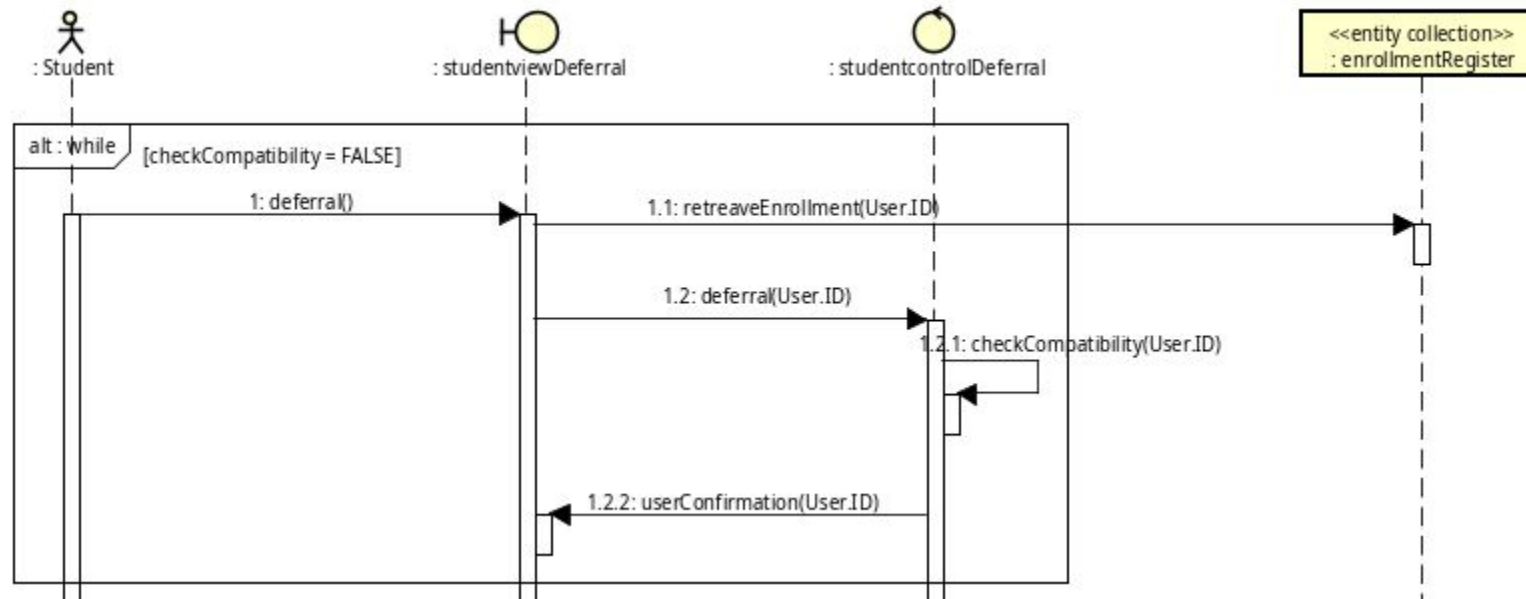 : Student
: studentviewDeferral
: studentcontrolDeferral
<<entity collection>>
: enrollmentRegister
alt : while
[checkCompatibility = FALSE]
1: deferral()
1.1: retreaveEnrollment(User.ID)
1.2: deferral(User.ID)
1.2.1: checkCompatibility(User.ID)
1.2.2: userConfirmation(User.ID)